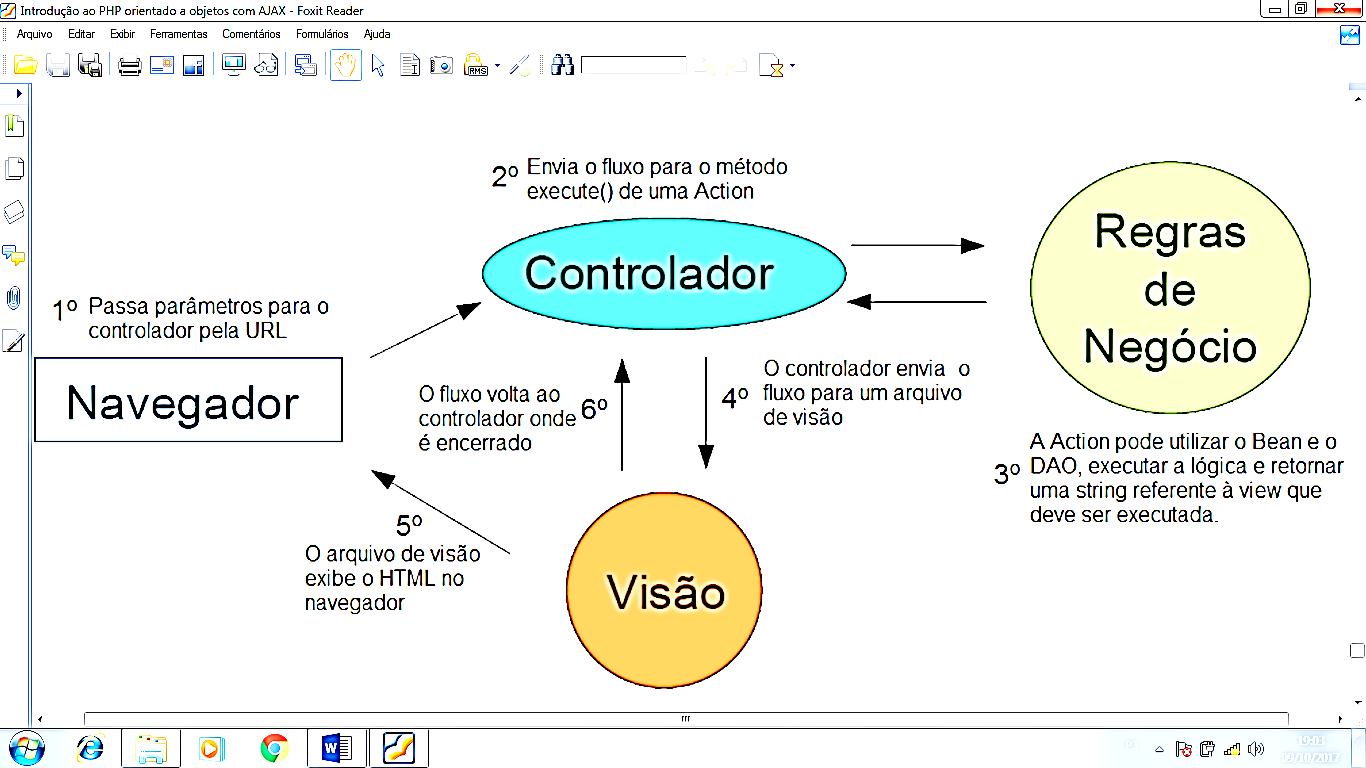 Introdução ao PHP orientado a objetos com AJAX - Foxit Reader
Arquivo Editar Exibir Ferramentas Comentários Formulários Ajuda
RMS
2º Envia o fluxo para o método
execute() de uma Action
Controlador
Regras
de
Negócio
1º Passa parâmetros para o
controlador pela URL
Navegador
O fluxo volta ao
controlador onde
é encerrado
6º
4º
O controlador envia o
fluxo para um arquivo
de visão
3º
A Action pode utilizar o Bean e o
DAO, executar a lógica e retornar
uma string referente à view que
deve ser executada.
5º
O arquivo de visão
exibe o HTML no
navegador
Visão